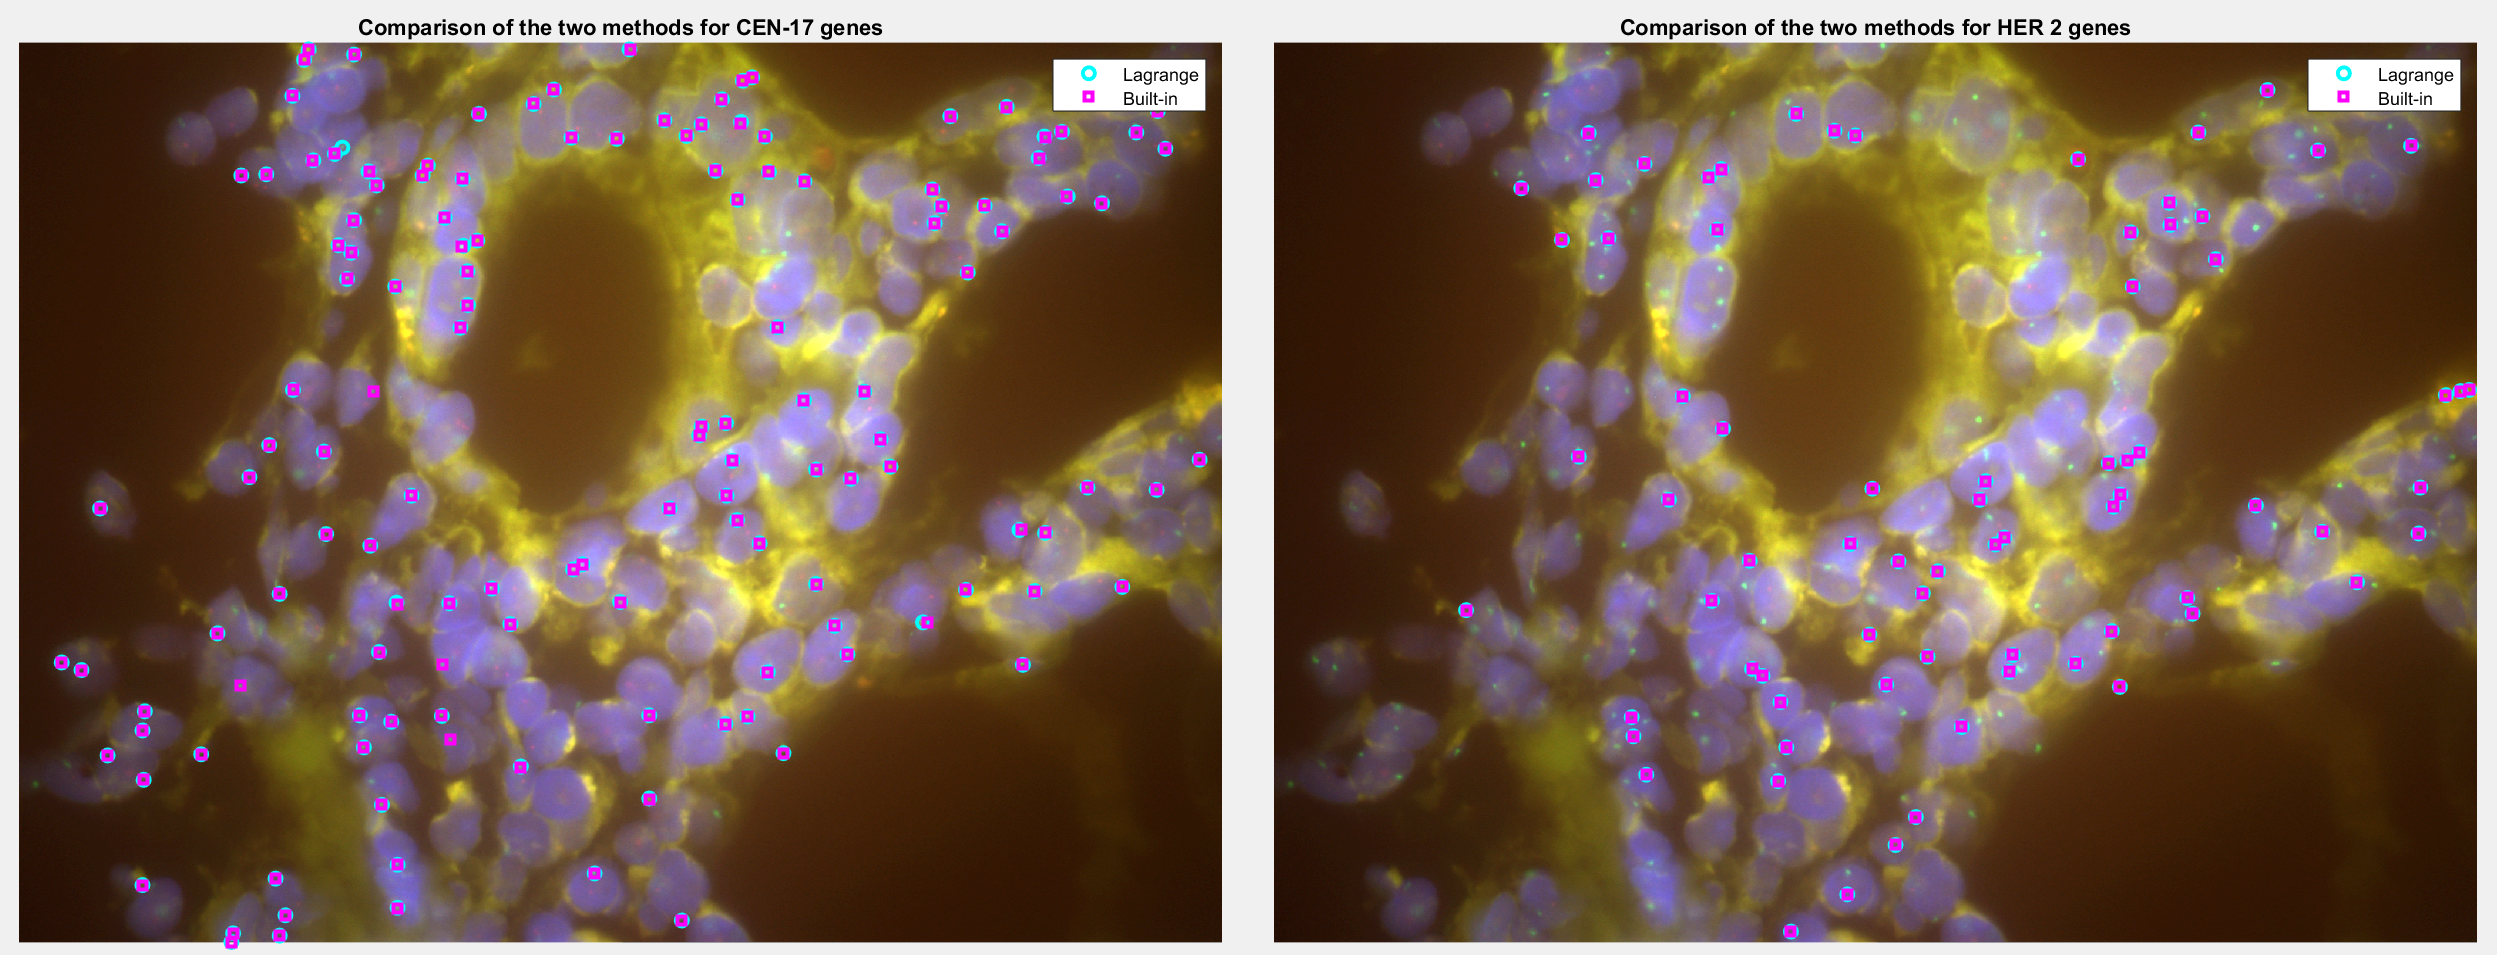 Comparison of the two methods for CEN-17 genes
Lagrange
Built-in
Comparison of the two methods for HER 2 genes
Lagrange
Built-in